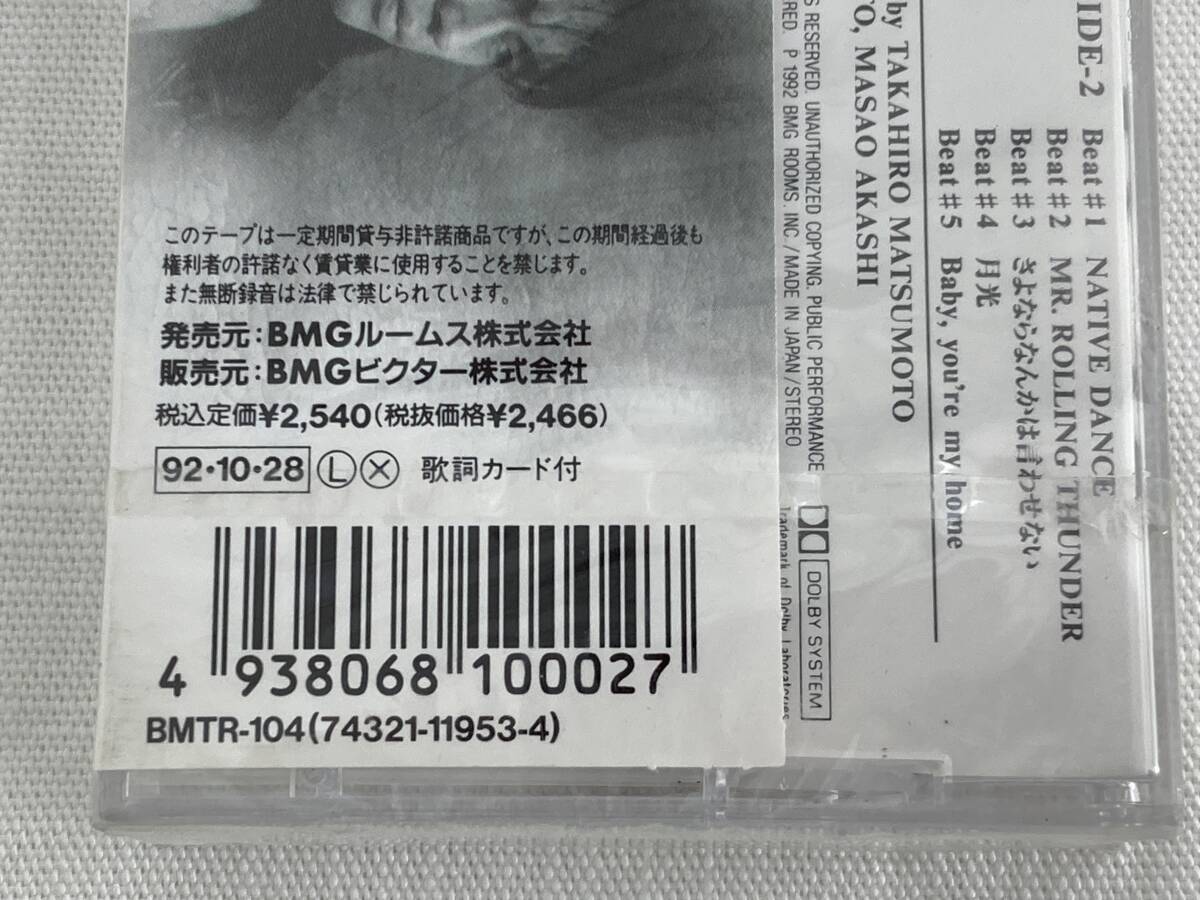 このテープは一定期間貸与非許諾商品ですが、この期間経過後も
権利者の許諾なく賃貸業に使用することを禁じます。
また無断録音は法律で禁じられています。
発売元:BMGルームス株式会社
販売元:BMGビクター株式会社
税込定価¥2,540(税抜価格¥2,466)
92・10・28 Ⓛ Ⓧ 歌詞カード付
4 938068 100027
BMTR-104(74321-11953-4)
IDE-2
Beat #1 NATIVE DANCE
Beat #2 MR. ROLLING THUNDER
Beat #3 さよならなんかは言わせない
Beat #4 月光
Beat #5 Baby, you're my home
by TAKAHIRO MATSUMOTO
TO, MASAO AKASHI
S RESERVED. UNAUTHORIZED COPYING. PUBLIC PERFORMANCE
RED. P 1992 BMG ROOMS. INC./MADE IN JAPAN/STEREO
DOLBY SYSTEM
Trademark of Dolby Laboratories